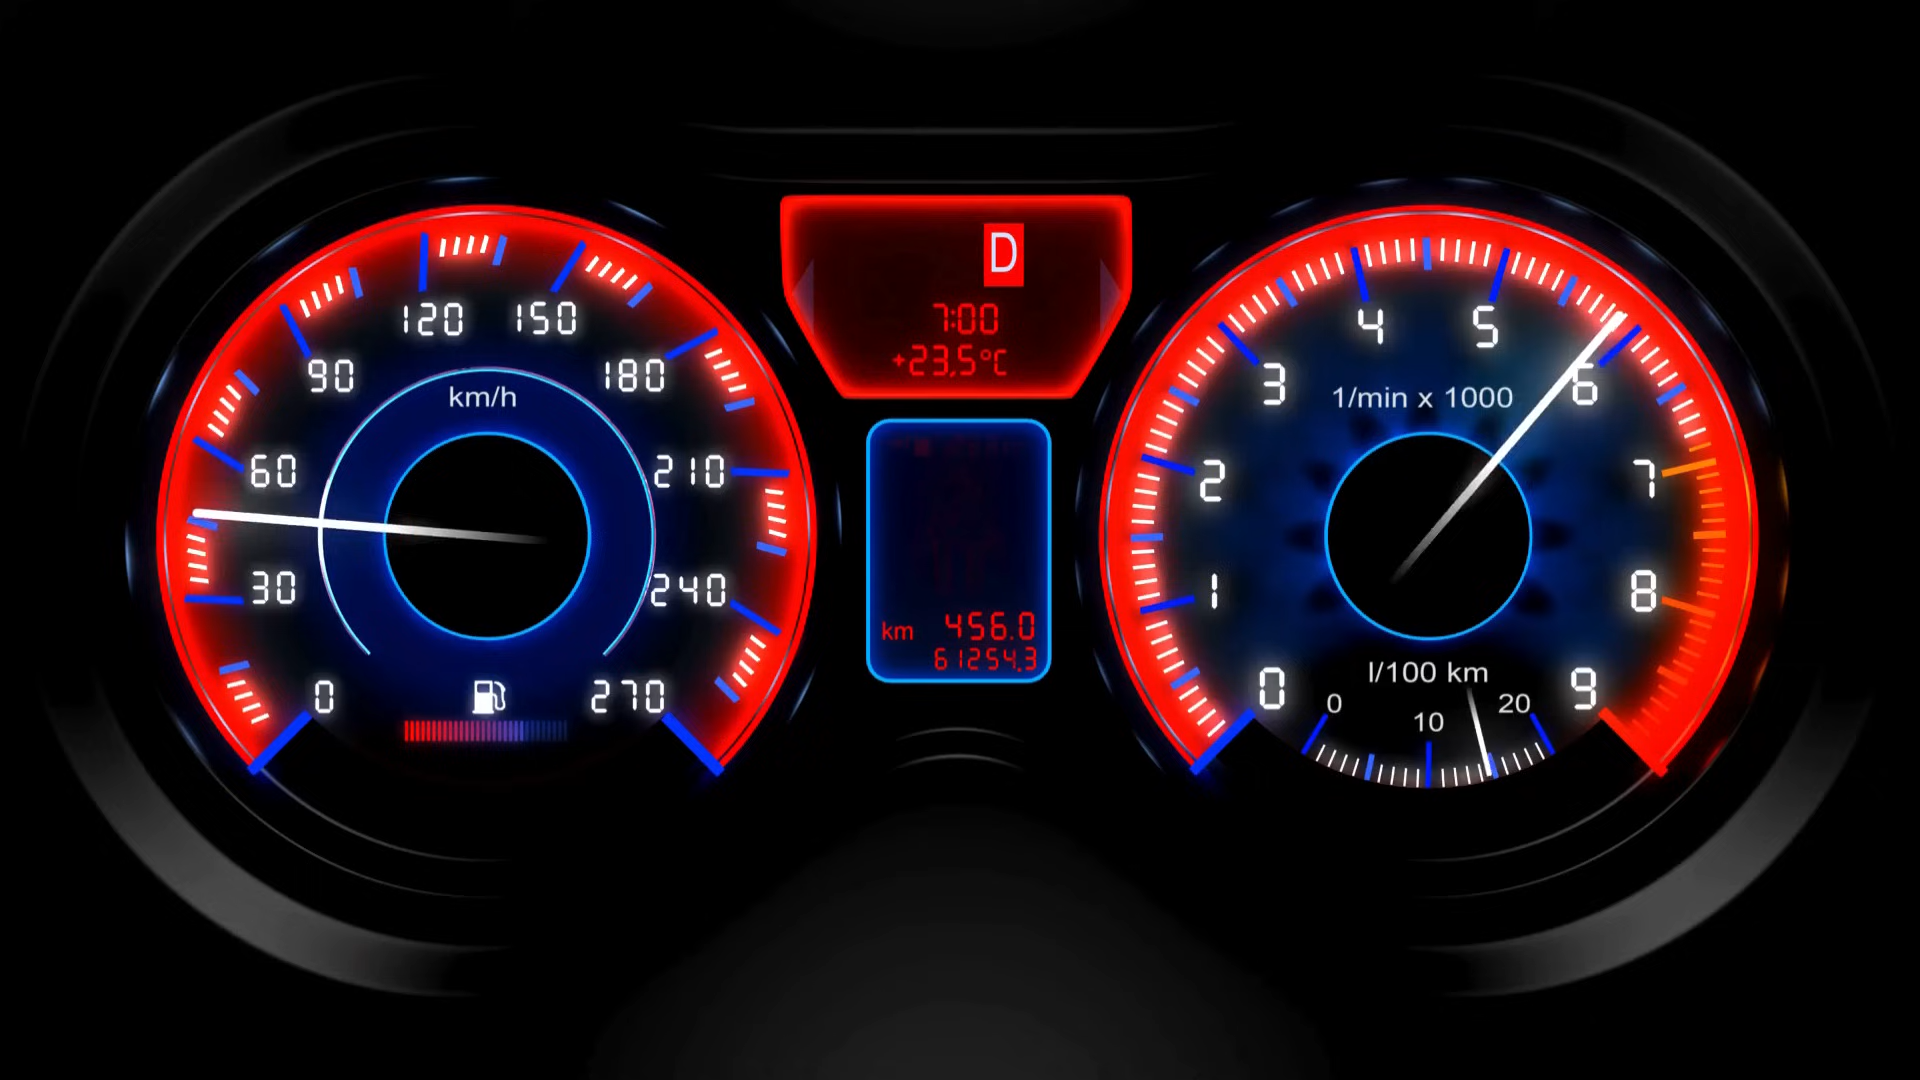 120 150
90 180
km/h
60 210
30 240
0 270
D
7:00
+23,5°C
km 456.0
61254.3
4 5
3 6
1/min x 1000
2 7
1 8
0 9
l/100 km
0 10 20